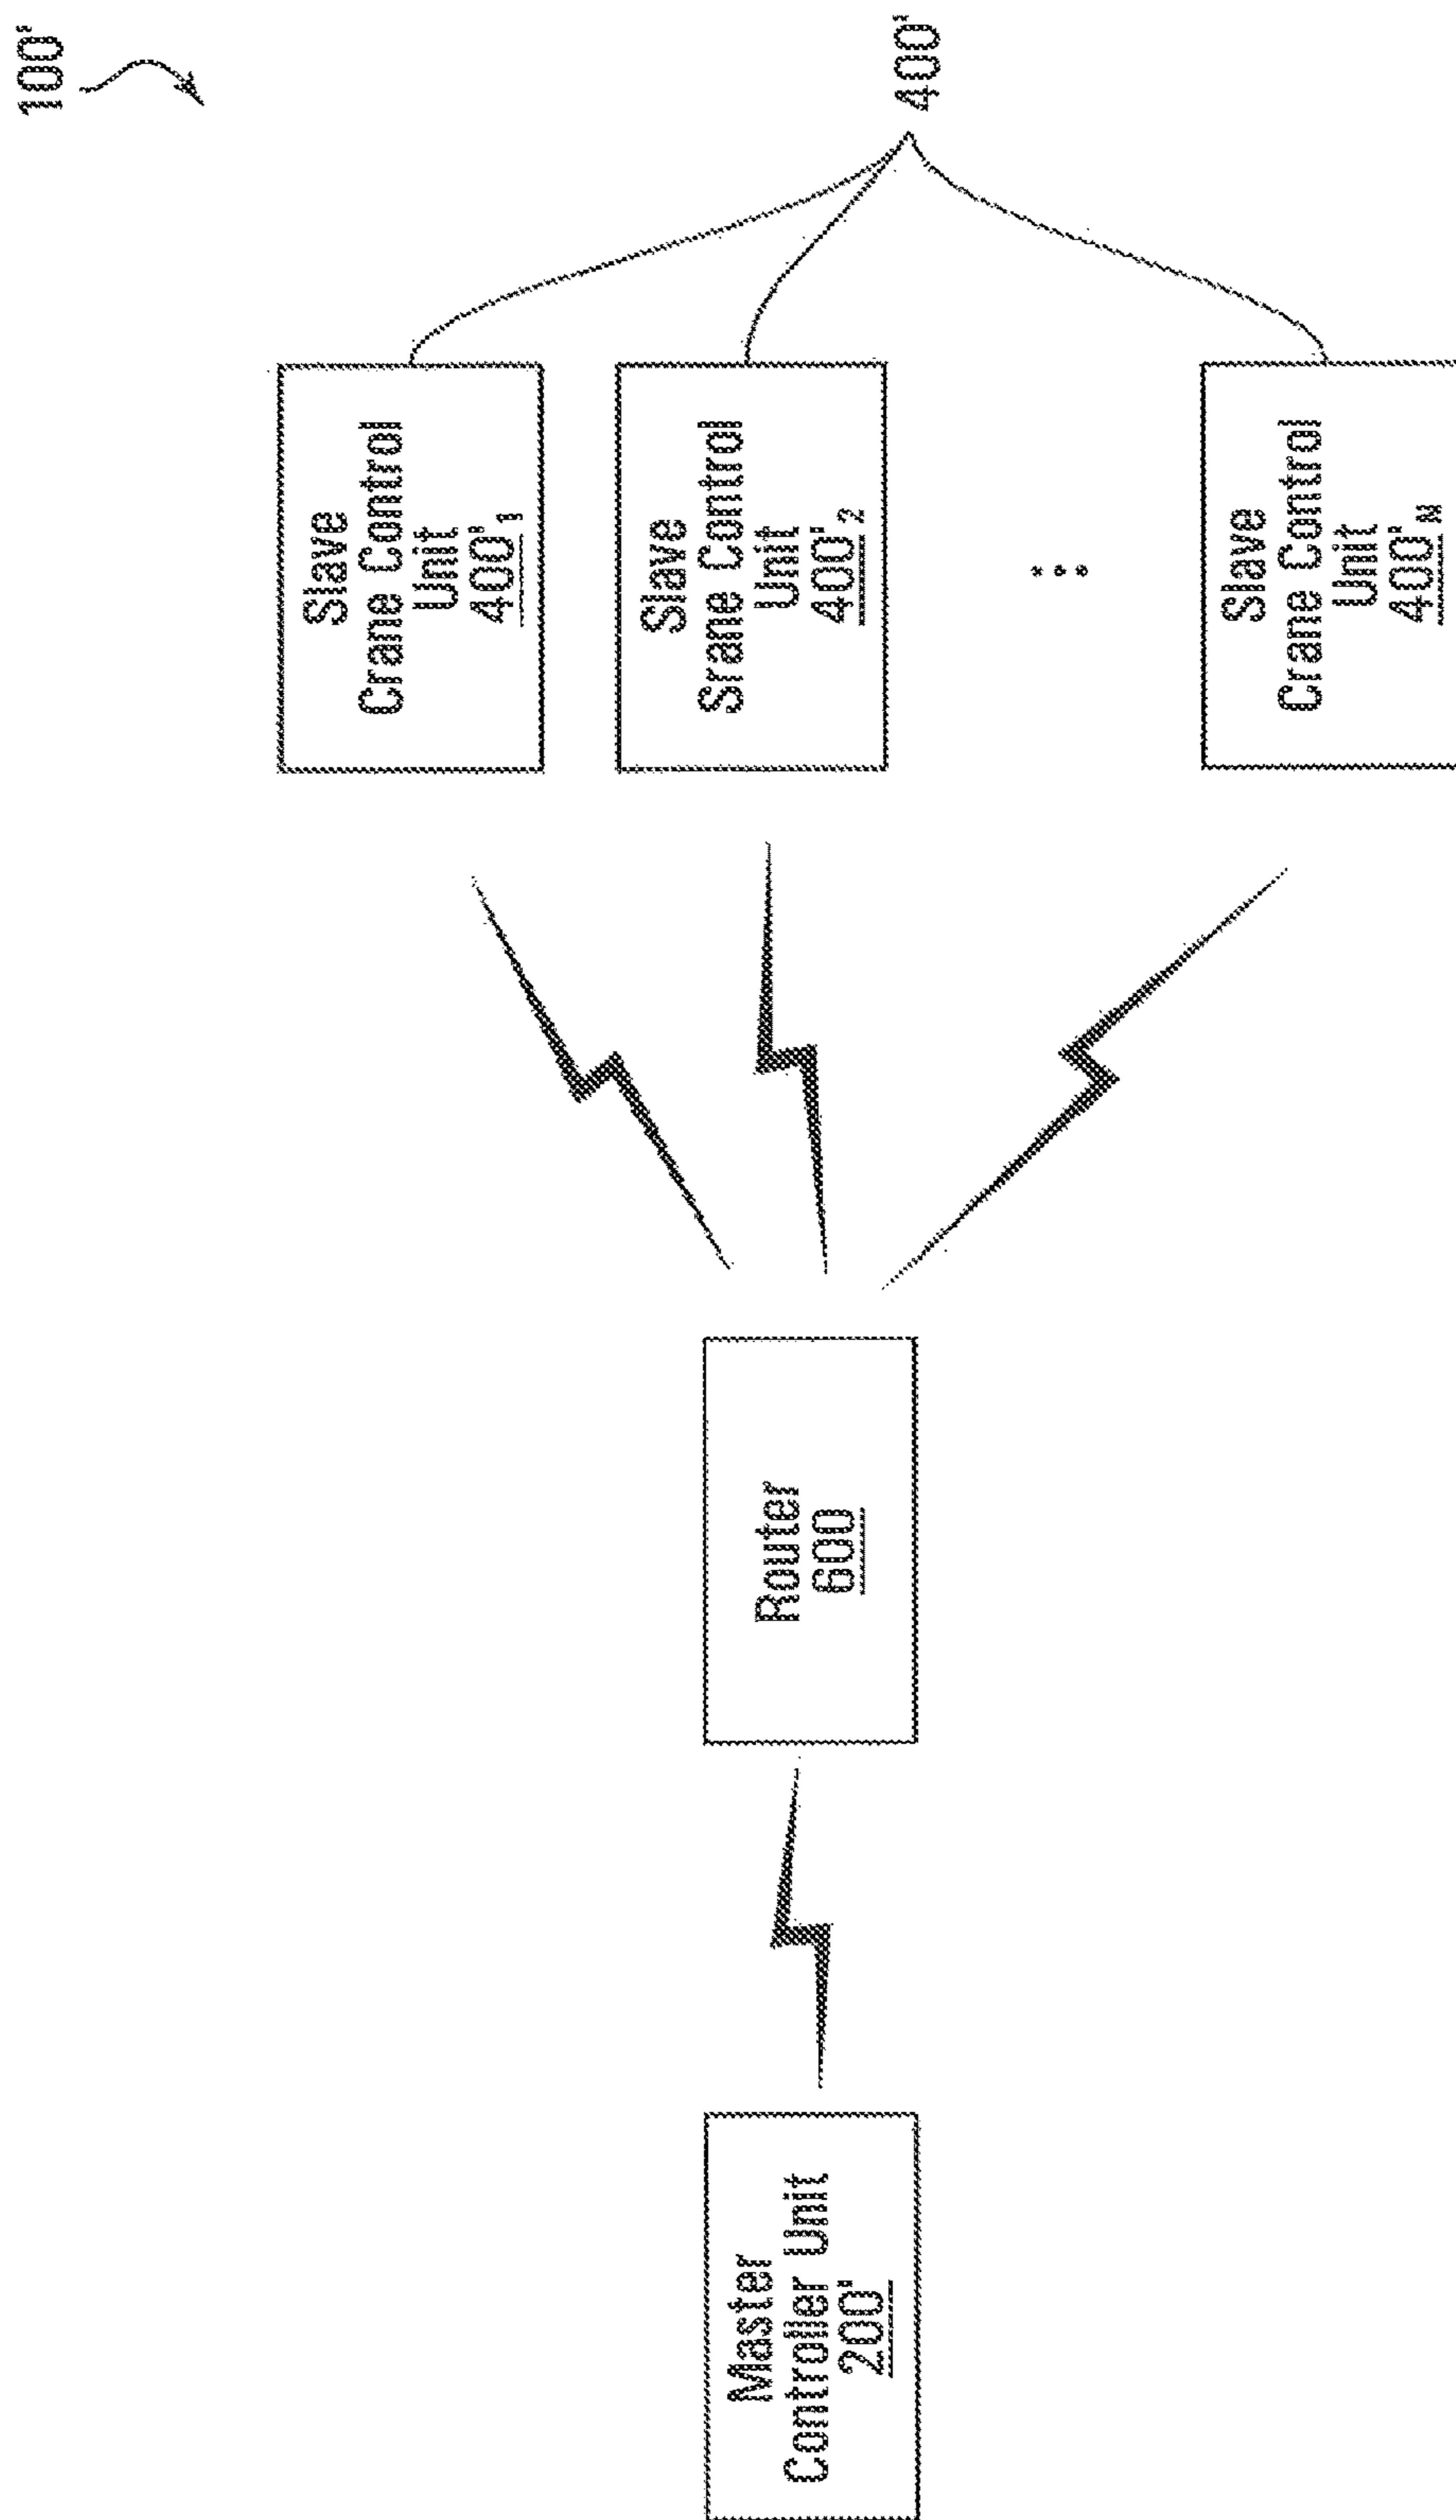 100'
Slave
Crane Control
Unit
400'1
Slave
Srane Control
Unit
400'2
Slave
Crane Control
Unit
400'N
400'
Router
600
Master
Controller Unit
200'